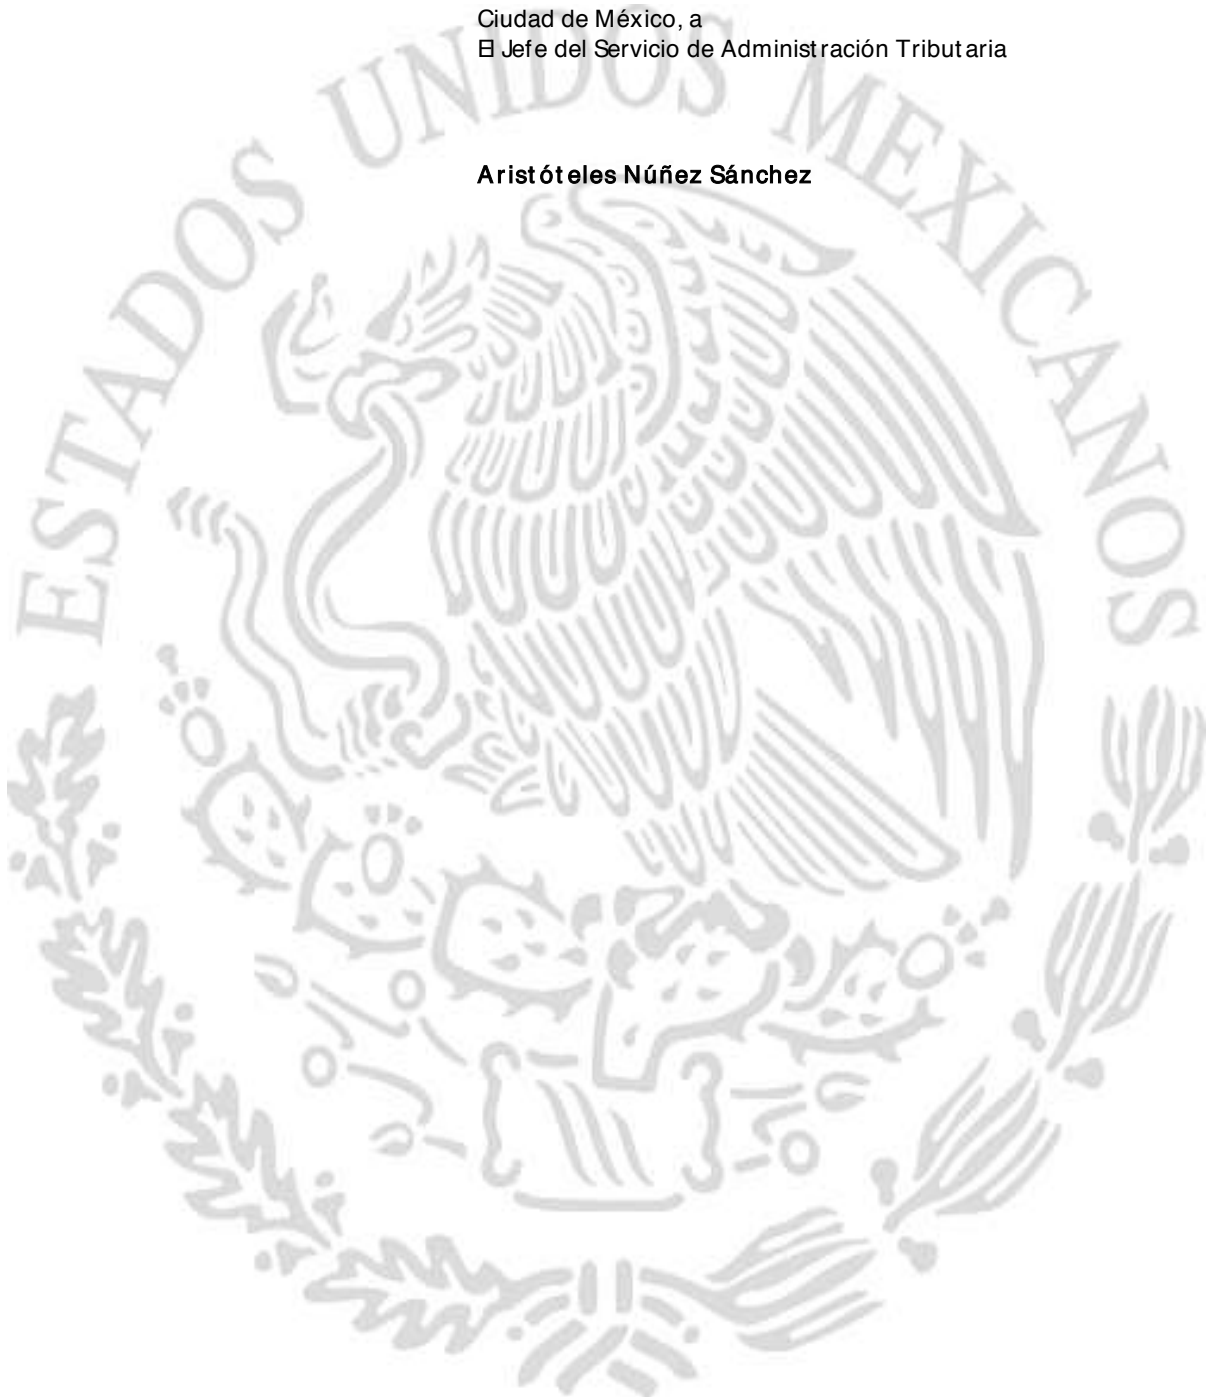 Ciudad de México, a
El Jefe del Servicio de Administración Tributaria
Aristóteles Núñez Sánchez
ESTADOS UNIDOS MEXICANOS